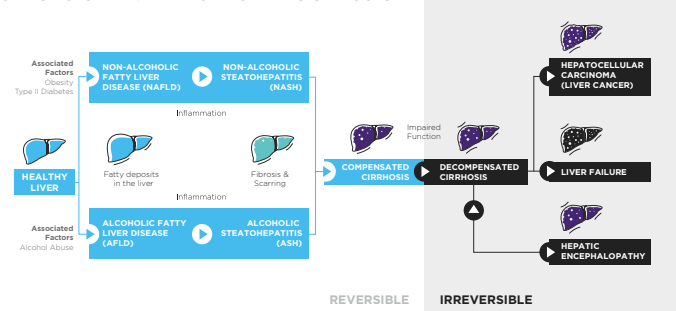 Associated
Factors
Obesity
Type II Diabetes
NON-ALCOHOLIC
FATTY LIVER
DISEASE (NAFLD)
NON-ALCOHOLIC
STEATOHEPATITIS
(NASH)
Inflammation
HEALTHY
LIVER
Fatty deposits
in the liver
Fibrosis &
Scarring
Inflammation
Associated
Factors
Alcohol Abuse
ALCOHOLIC FATTY
LIVER DISEASE
(AFLD)
ALCOHOLIC
STEATOHEPATITIS
(ASH)
COMPENSATED
CIRRHOSIS
Impaired
Function
DECOMPENSATED
CIRRHOSIS
HEPATOCELLULAR
CARCINOMA
(LIVER CANCER)
LIVER FAILURE
HEPATIC
ENCEPHALOPATHY
REVERSIBLE
IRREVERSIBLE